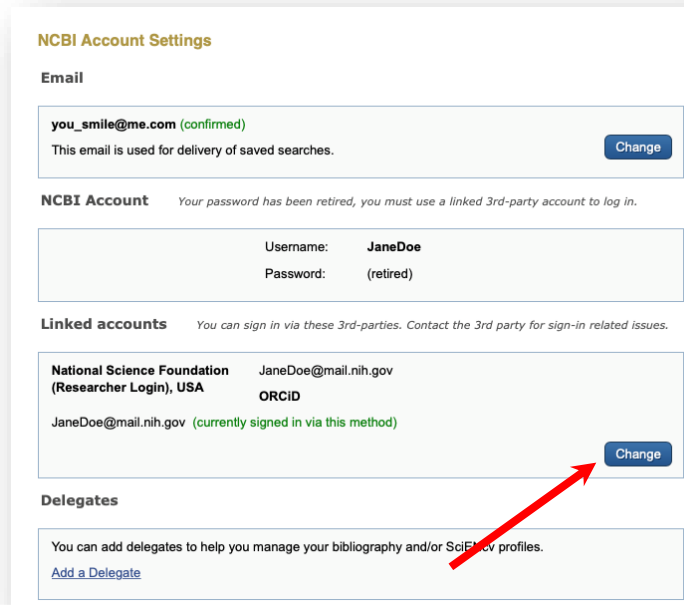 NCBI Account Settings
Email
you_smile@me.com (confirmed)
This email is used for delivery of saved searches.
Change
NCBI Account Your password has been retired, you must use a linked 3rd-party account to log in.
Username: JaneDoe
Password: (retired)
Linked accounts You can sign in via these 3rd-parties. Contact the 3rd party for sign-in related issues.
National Science Foundation JaneDoe@mail.nih.gov
(Researcher Login), USA ORCiD
JaneDoe@mail.nih.gov (currently signed in via this method)
Change
Delegates
You can add delegates to help you manage your bibliography and/or SciENcv profiles.
Add a Delegate